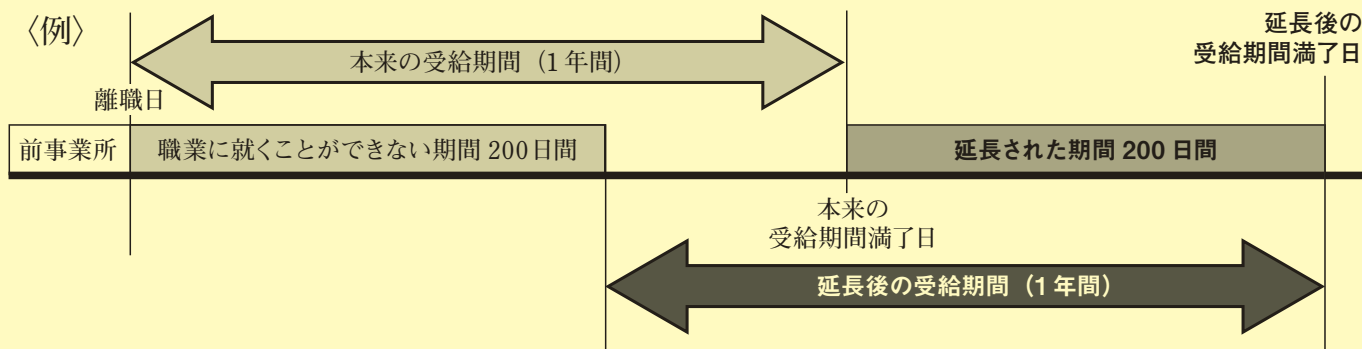 〈例〉
延長後の
受給期間満了日
本来の受給期間（1年間）
離職日
前事業所
職業に就くことができない期間 200日間
延長された期間 200 日間
本来の
受給期間満了日
延長後の受給期間（1年間）